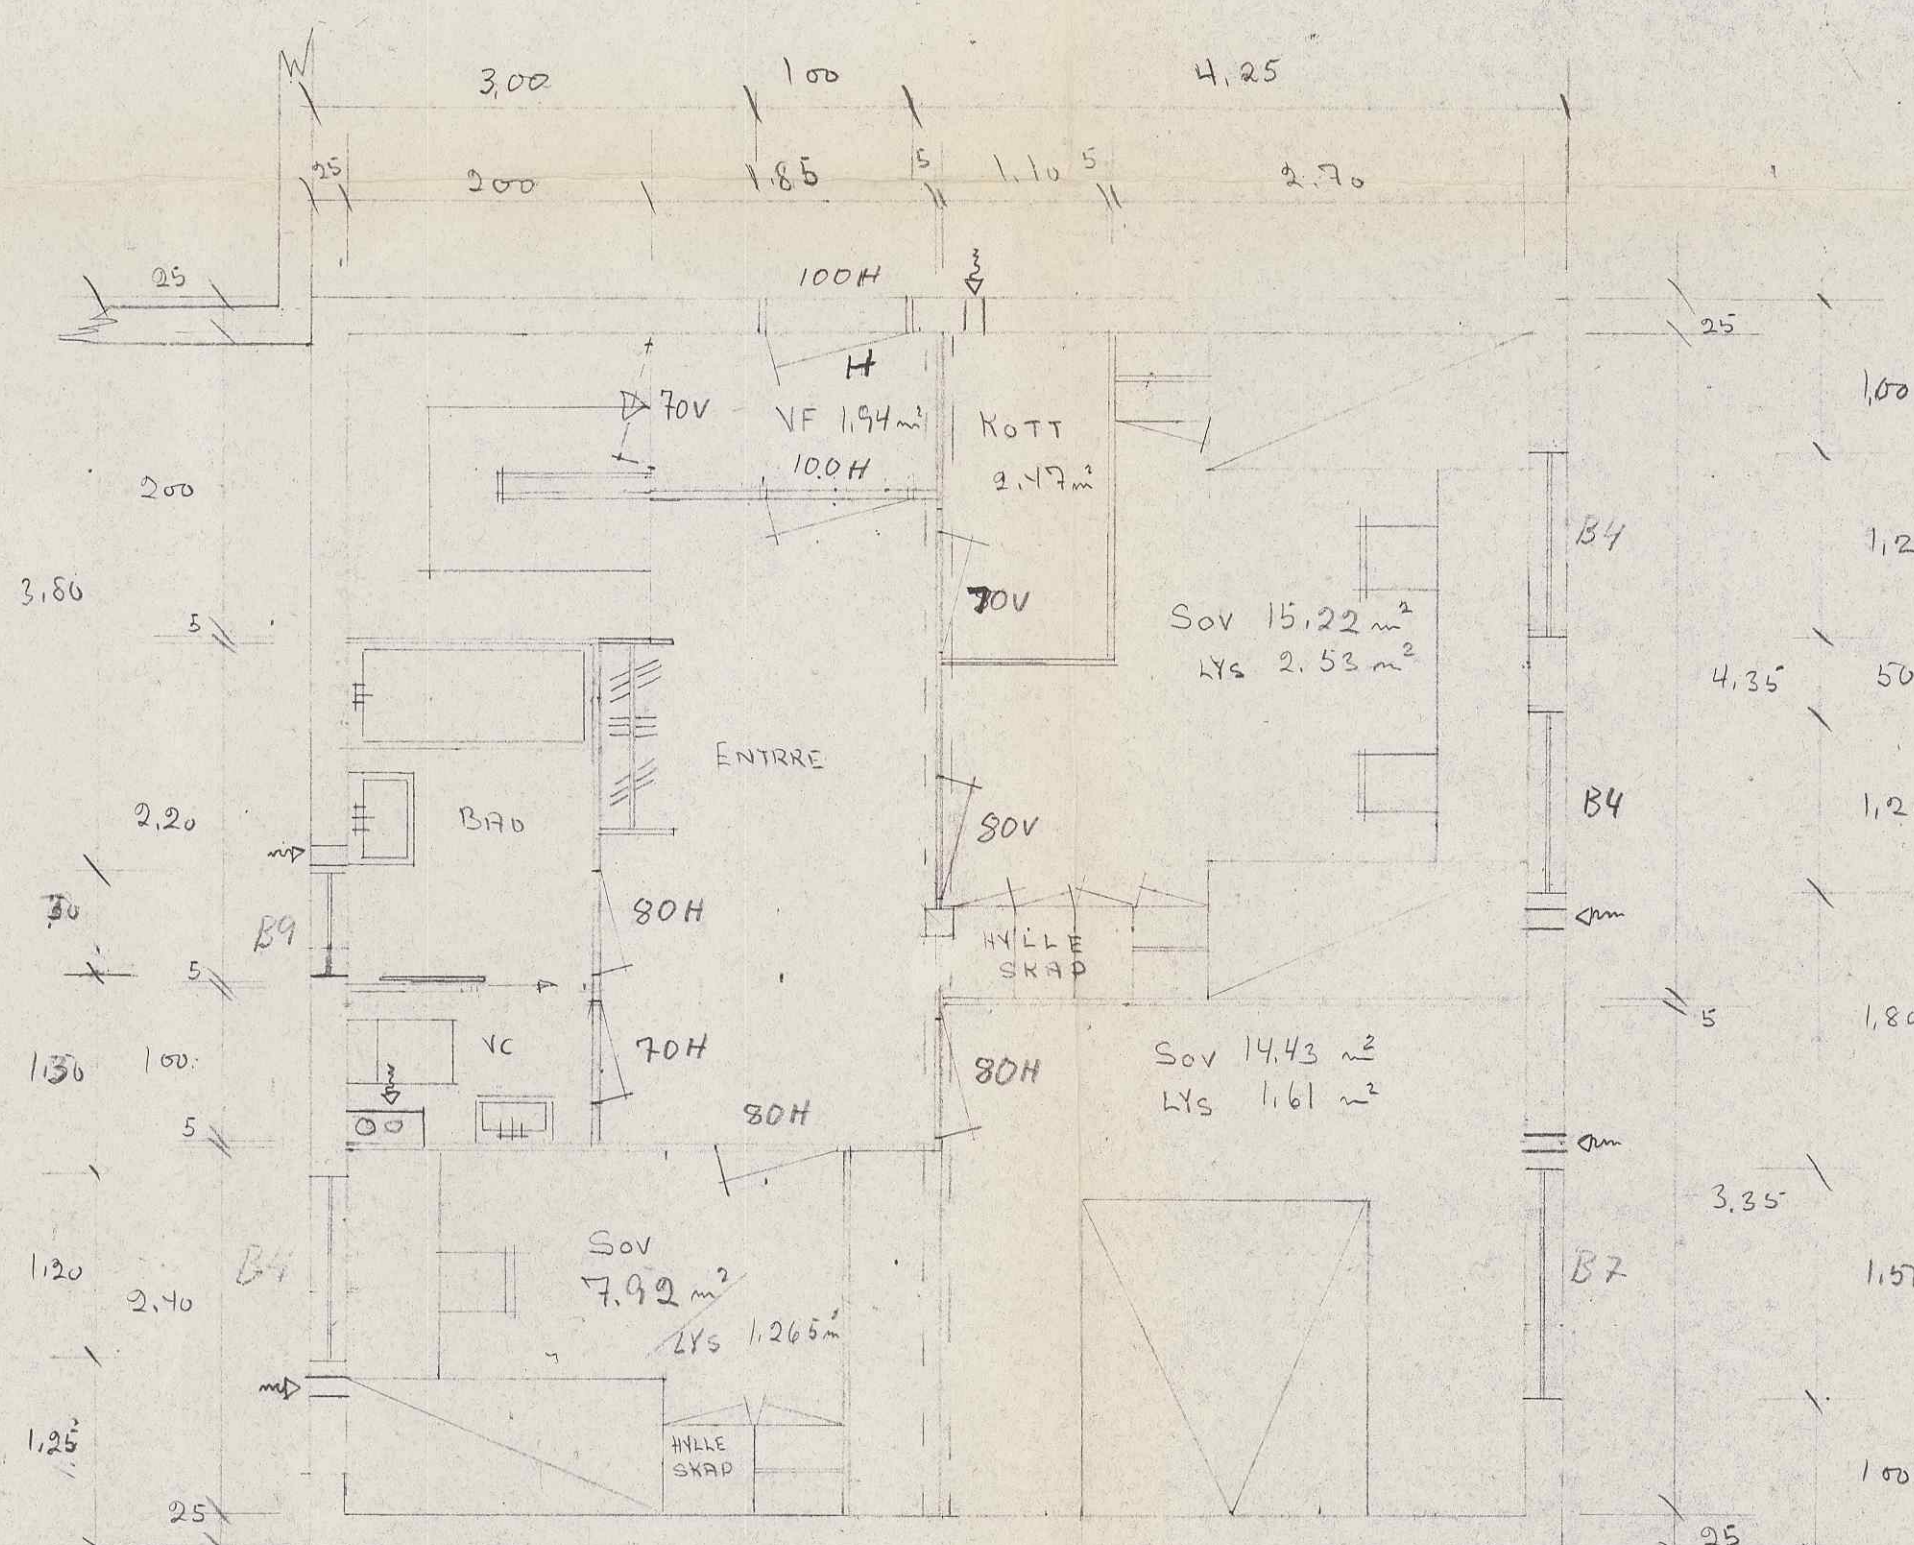 3,00 100 4,25
25 200 1.85 5 1.10 5 2.70
25
100H
25
H
70V
VF 1,94 m²
KOTT
2.47 m²
100H
1,00
200
B4
1,2
3,80
70V
Sov 15,22 m²
LYS 2.53 m²
5
4,35
50
ENTRRE
BAD
2,20
80V
B4
1,2
80H
B9
HYLLE
SKAP
5
5
1,80
VC
70H
80H
Sov 14,43 m²
LYS 1,61 m²
1,30
100
80H
5
3,35
Sov
7.92 m²
LYS 1.265 m²
1,20
2,40
B7
1,5
1,25
HYLLE
SKAP
100
25
25